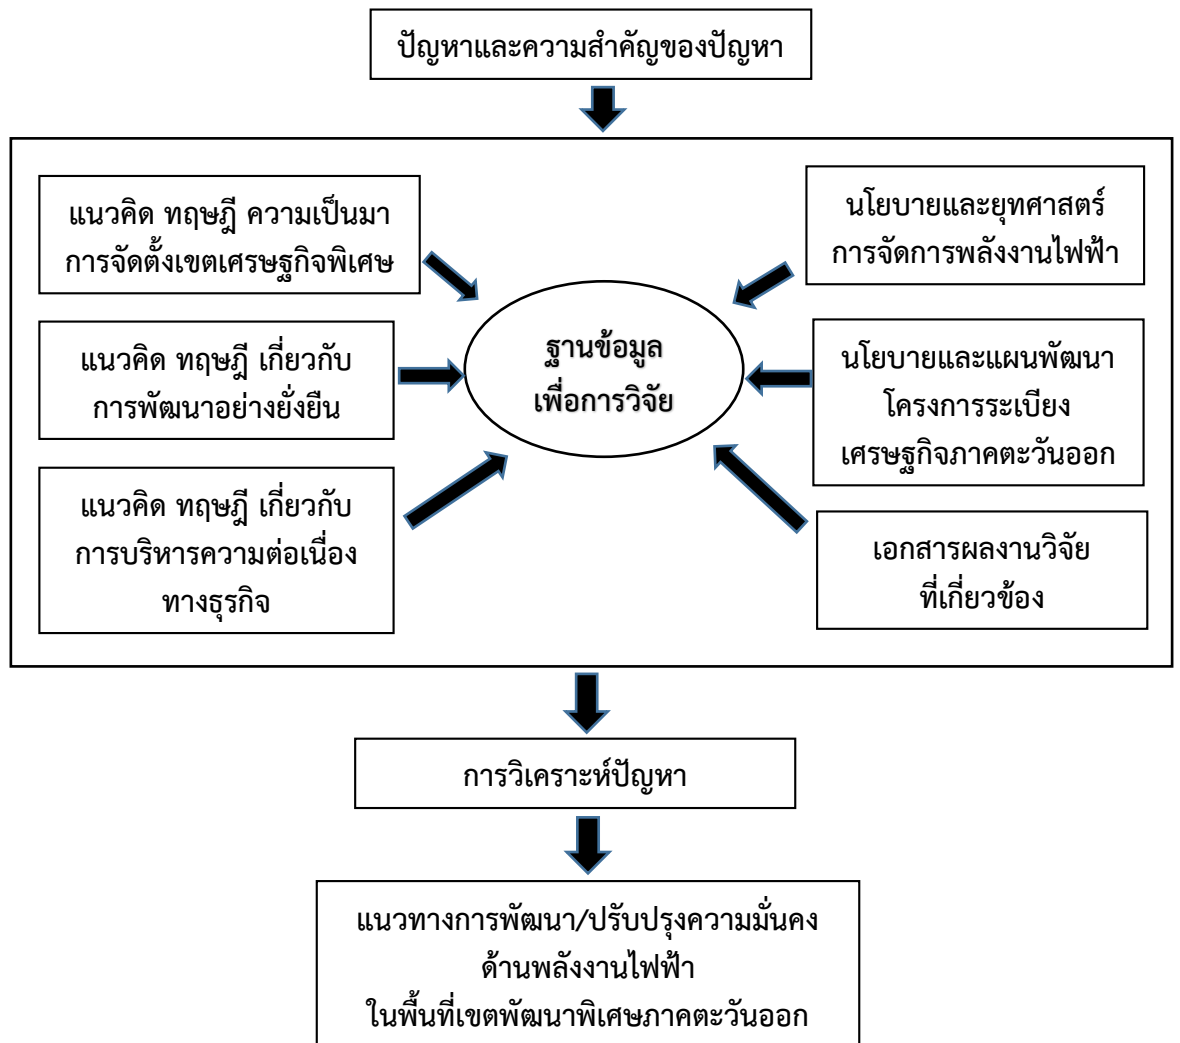 ปัญหาและความสำคัญของปัญหา
แนวคิด ทฤษฎี ความเป็นมา
การจัดตั้งเขตเศรษฐกิจพิเศษ
แนวคิด ทฤษฎี เกี่ยวกับ
การพัฒนาอย่างยั่งยืน
แนวคิด ทฤษฎี เกี่ยวกับ
การบริหารความต่อเนื่อง
ทางธุรกิจ
ฐานข้อมูล
เพื่อการวิจัย
นโยบายและยุทศาสตร์
การจัดการพลังงานไฟฟ้า
นโยบายและแผนพัฒนา
โครงการระเบียง
เศรษฐกิจภาคตะวันออก
เอกสารผลงานวิจัย
ที่เกี่ยวข้อง
การวิเคราะห์ปัญหา
แนวทางการพัฒนา/ปรับปรุงความมั่นคง
ด้านพลังงานไฟฟ้า
ในพื้นที่เขตพัฒนาพิเศษภาคตะวันออก